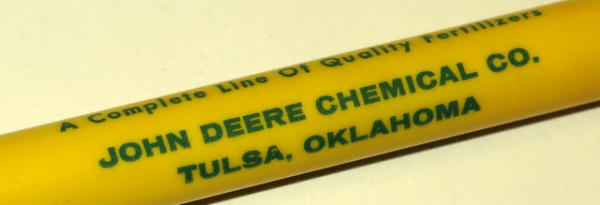 A Complete Line Of Quality Fertilizers
JOHN DEERE CHEMICAL CO.
TULSA, OKLAHOMA